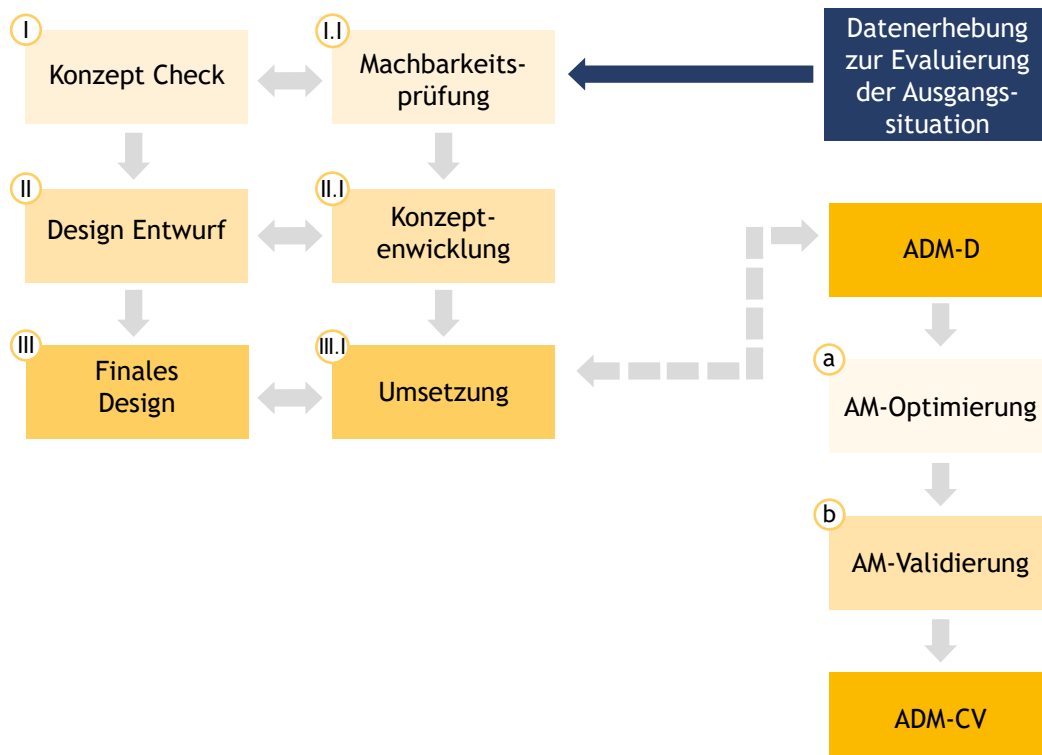 I
Konzept Check
I.I
Machbarkeits-
prüfung
Datenerhebung
zur Evaluierung
der Ausgangs-
situation
II
Design Entwurf
II.I
Konzept-
enwicklung
ADM-D
III
Finales
Design
III.I
Umsetzung
a
AM-Optimierung
b
AM-Validierung
ADM-CV